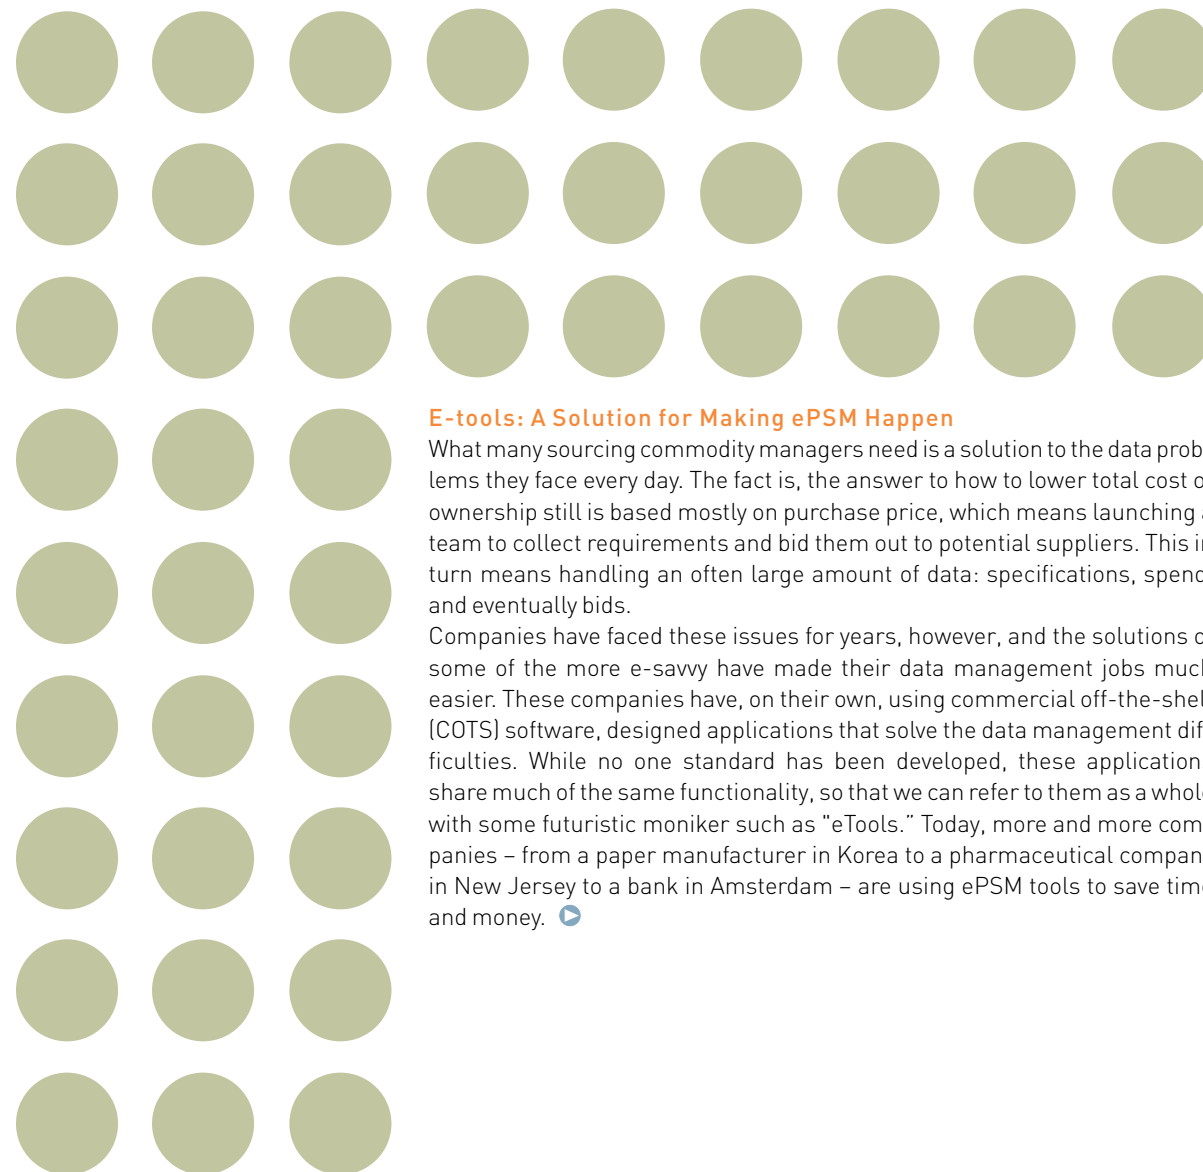 E-tools: A Solution for Making ePSM Happen
What many sourcing commodity managers need is a solution to the data prob
lems they face every day. The fact is, the answer to how to lower total cost o
ownership still is based mostly on purchase price, which means launching a
team to collect requirements and bid them out to potential suppliers. This in
turn means handling an often large amount of data: specifications, spend
and eventually bids.
Companies have faced these issues for years, however, and the solutions o
some of the more e-savvy have made their data management jobs much
easier. These companies have, on their own, using commercial off-the-shel
(COTS) software, designed applications that solve the data management dif
ficulties. While no one standard has been developed, these application
share much of the same functionality, so that we can refer to them as a whole
with some futuristic moniker such as "eTools.” Today, more and more com
panies – from a paper manufacturer in Korea to a pharmaceutical compan
in New Jersey to a bank in Amsterdam – are using ePSM tools to save time
and money.